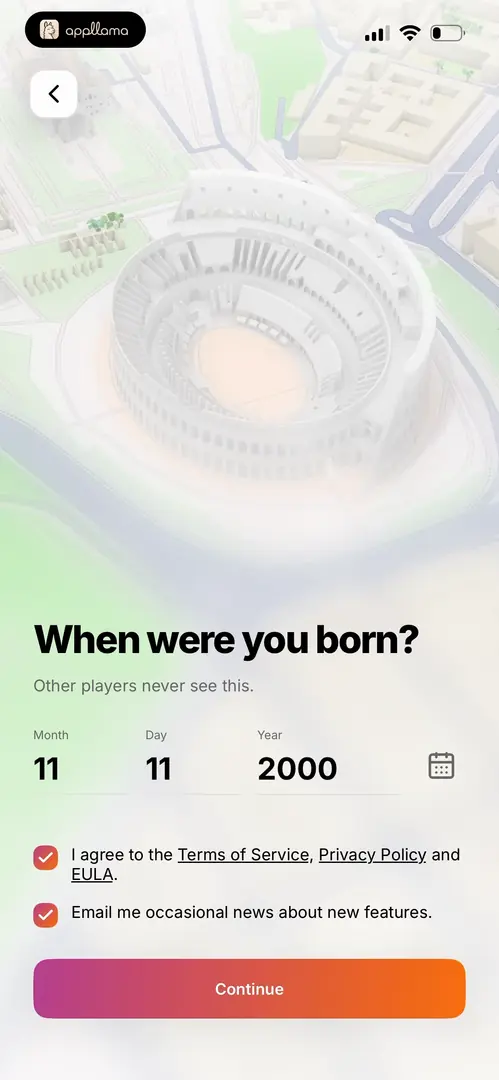 appllama
When were you born?
Other players never see this.
Month Day Year
11 11 2000
I agree to the Terms of Service, Privacy Policy and
EULA.
Email me occasional news about new features.
Continue